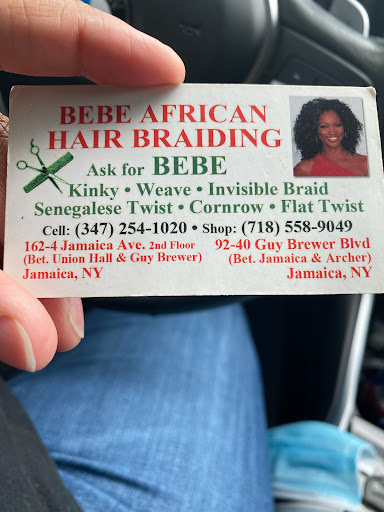 BEBE AFRICAN
HAIR BRAIDING
Ask for BEBE
Kinky • Weave • Invisible Braid
Senegalese Twist • Cornrow • Flat Twist
Cell: (347) 254-1020 • Shop: (718) 558-9049
162-4 Jamaica Ave. 2nd Floor
(Bet. Union Hall & Guy Brewer)
Jamaica, NY
92-40 Guy Brewer Blvd
(Bet. Jamaica & Archer)
Jamaica, NY